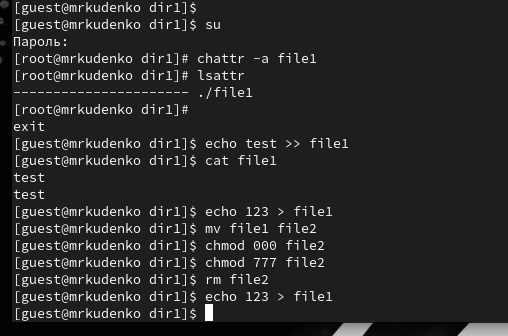 [guest@mrkudenko dir1]$
[guest@mrkudenko dir1]$ su
Пароль:
[root@mrkudenko dir1]# chattr -a file1
[root@mrkudenko dir1]# lsattr
---------------------- ./file1
[root@mrkudenko dir1]#
exit
[guest@mrkudenko dir1]$ echo test >> file1
[guest@mrkudenko dir1]$ cat file1
test
test
[guest@mrkudenko dir1]$ echo 123 > file1
[guest@mrkudenko dir1]$ mv file1 file2
[guest@mrkudenko dir1]$ chmod 000 file2
[guest@mrkudenko dir1]$ chmod 777 file2
[guest@mrkudenko dir1]$ rm file2
[guest@mrkudenko dir1]$ echo 123 > file1
[guest@mrkudenko dir1]$